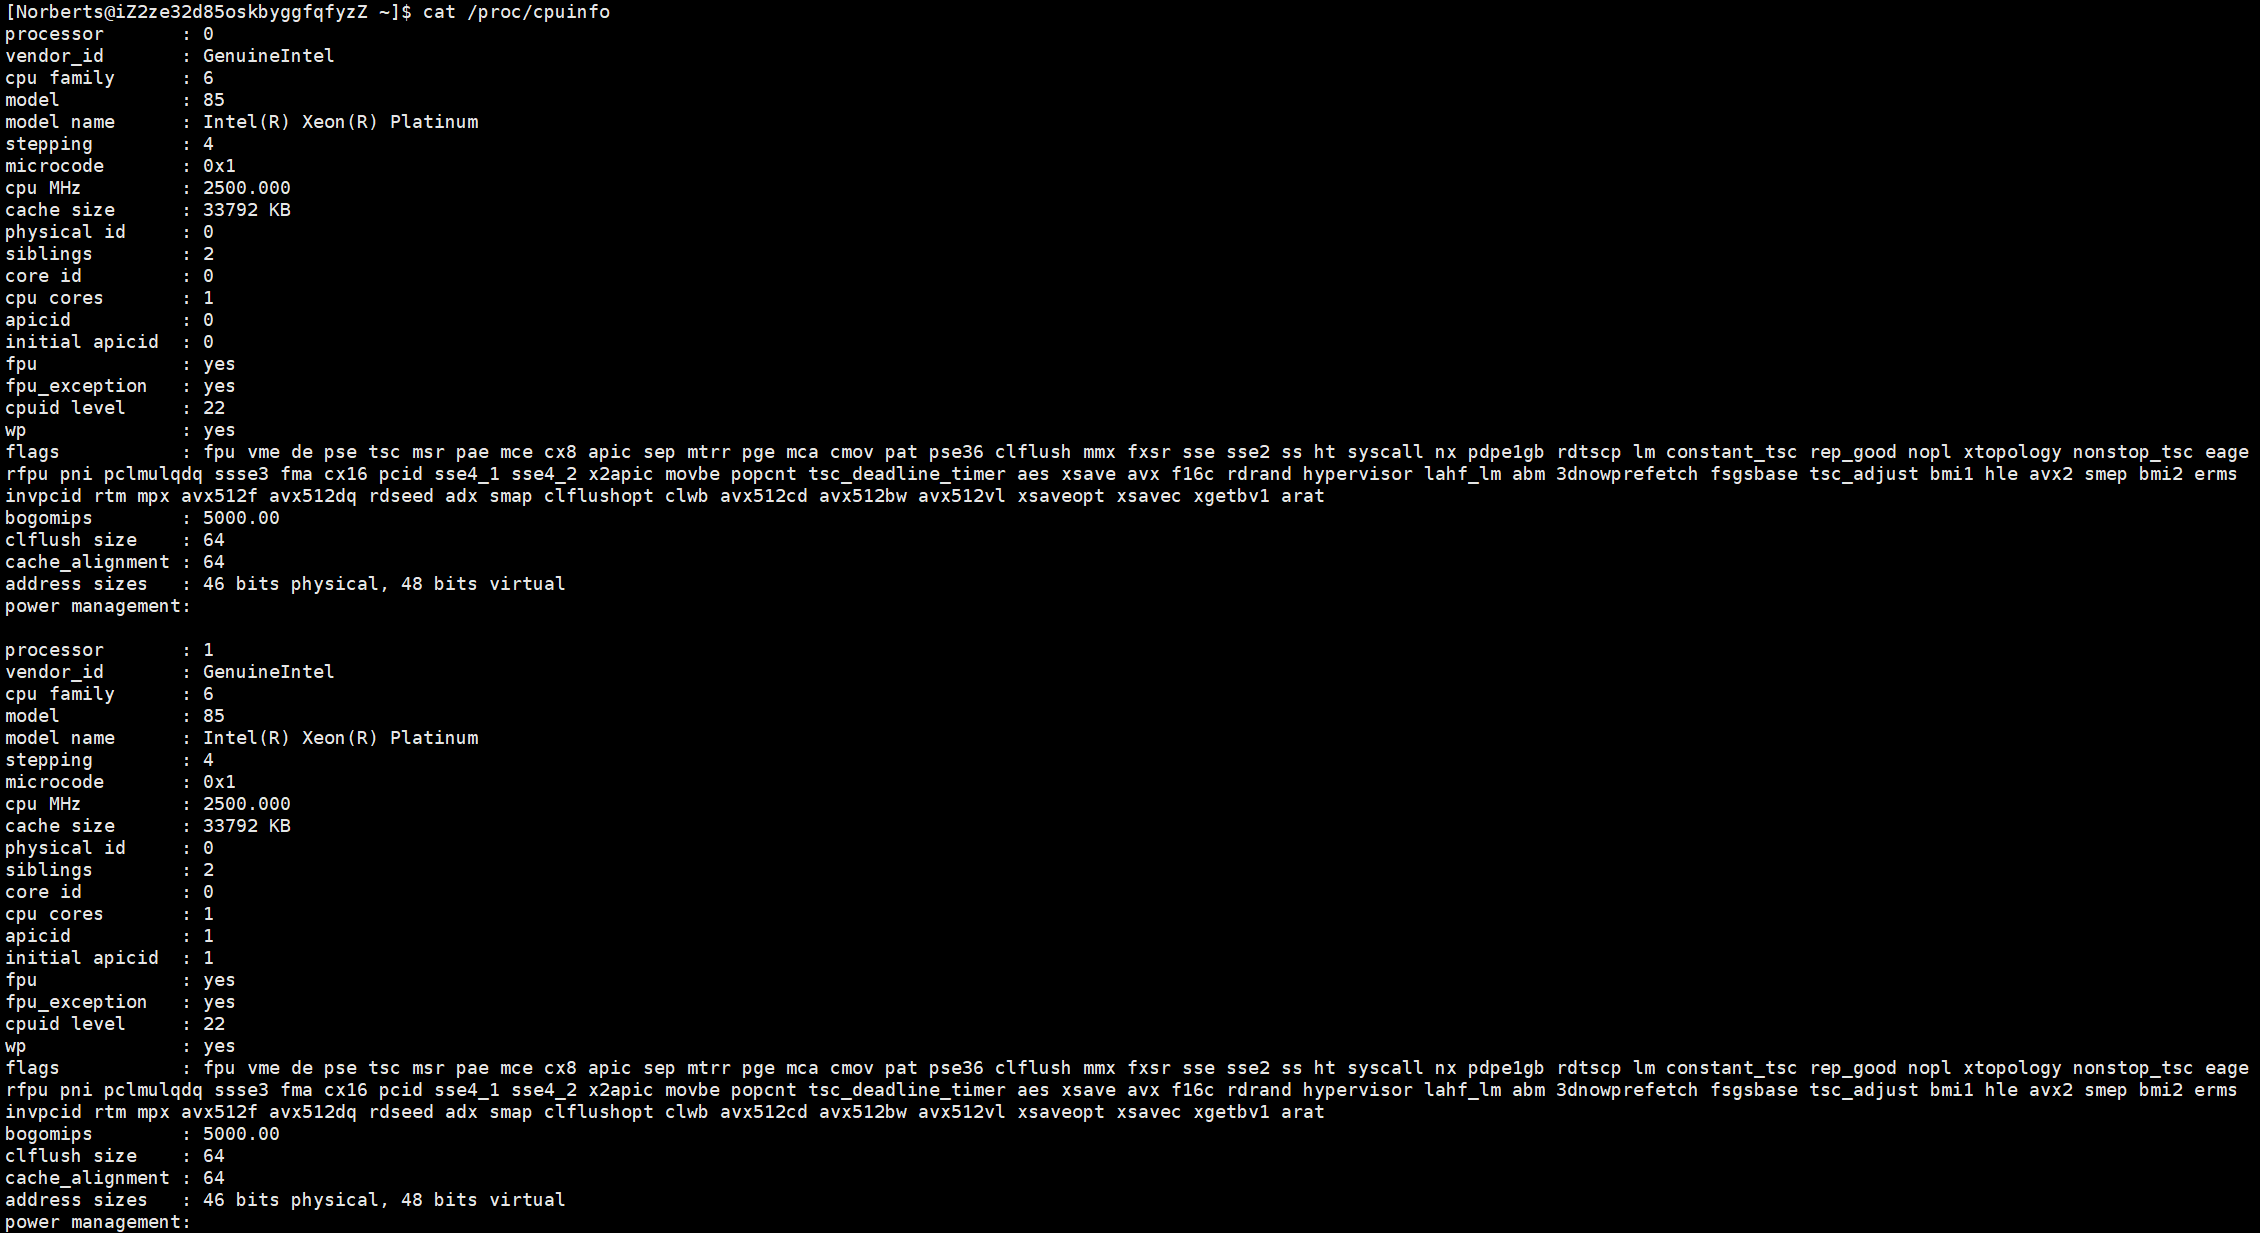 [Norberts@iZ2ze32d85oskbyggfqfyzZ ~]$ cat /proc/cpuinfo
processor       : 0
vendor_id       : GenuineIntel
cpu family      : 6
model           : 85
model name      : Intel(R) Xeon(R) Platinum
stepping        : 4
microcode       : 0x1
cpu MHz         : 2500.000
cache size      : 33792 KB
physical id     : 0
siblings        : 2
core id         : 0
cpu cores       : 1
apicid          : 0
initial apicid  : 0
fpu             : yes
fpu_exception   : yes
cpuid level     : 22
wp              : yes
flags           : fpu vme de pse tsc msr pae mce cx8 apic sep mtrr pge mca cmov pat pse36 clflush mmx fxsr sse sse2 ss ht syscall nx pdpe1gb rdtscp lm constant_tsc rep_good nopl xtopology nonstop_tsc eage
rfpu pni pclmulqdq ssse3 fma cx16 pcid sse4_1 sse4_2 x2apic movbe popcnt tsc_deadline_timer aes xsave avx f16c rdrand hypervisor lahf_lm abm 3dnowprefetch fsgsbase tsc_adjust bmi1 hle avx2 smep bmi2 erms
invpcid rtm mpx avx512f avx512dq rdseed adx smap clflushopt clwb avx512cd avx512bw avx512vl xsaveopt xsavec xgetbv1 arat
bogomips        : 5000.00
clflush size    : 64
cache_alignment : 64
address sizes   : 46 bits physical, 48 bits virtual
power management:

processor       : 1
vendor_id       : GenuineIntel
cpu family      : 6
model           : 85
model name      : Intel(R) Xeon(R) Platinum
stepping        : 4
microcode       : 0x1
cpu MHz         : 2500.000
cache size      : 33792 KB
physical id     : 0
siblings        : 2
core id         : 0
cpu cores       : 1
apicid          : 1
initial apicid  : 1
fpu             : yes
fpu_exception   : yes
cpuid level     : 22
wp              : yes
flags           : fpu vme de pse tsc msr pae mce cx8 apic sep mtrr pge mca cmov pat pse36 clflush mmx fxsr sse sse2 ss ht syscall nx pdpe1gb rdtscp lm constant_tsc rep_good nopl xtopology nonstop_tsc eage
rfpu pni pclmulqdq ssse3 fma cx16 pcid sse4_1 sse4_2 x2apic movbe popcnt tsc_deadline_timer aes xsave avx f16c rdrand hypervisor lahf_lm abm 3dnowprefetch fsgsbase tsc_adjust bmi1 hle avx2 smep bmi2 erms
invpcid rtm mpx avx512f avx512dq rdseed adx smap clflushopt clwb avx512cd avx512bw avx512vl xsaveopt xsavec xgetbv1 arat
bogomips        : 5000.00
clflush size    : 64
cache_alignment : 64
address sizes   : 46 bits physical, 48 bits virtual
power management: